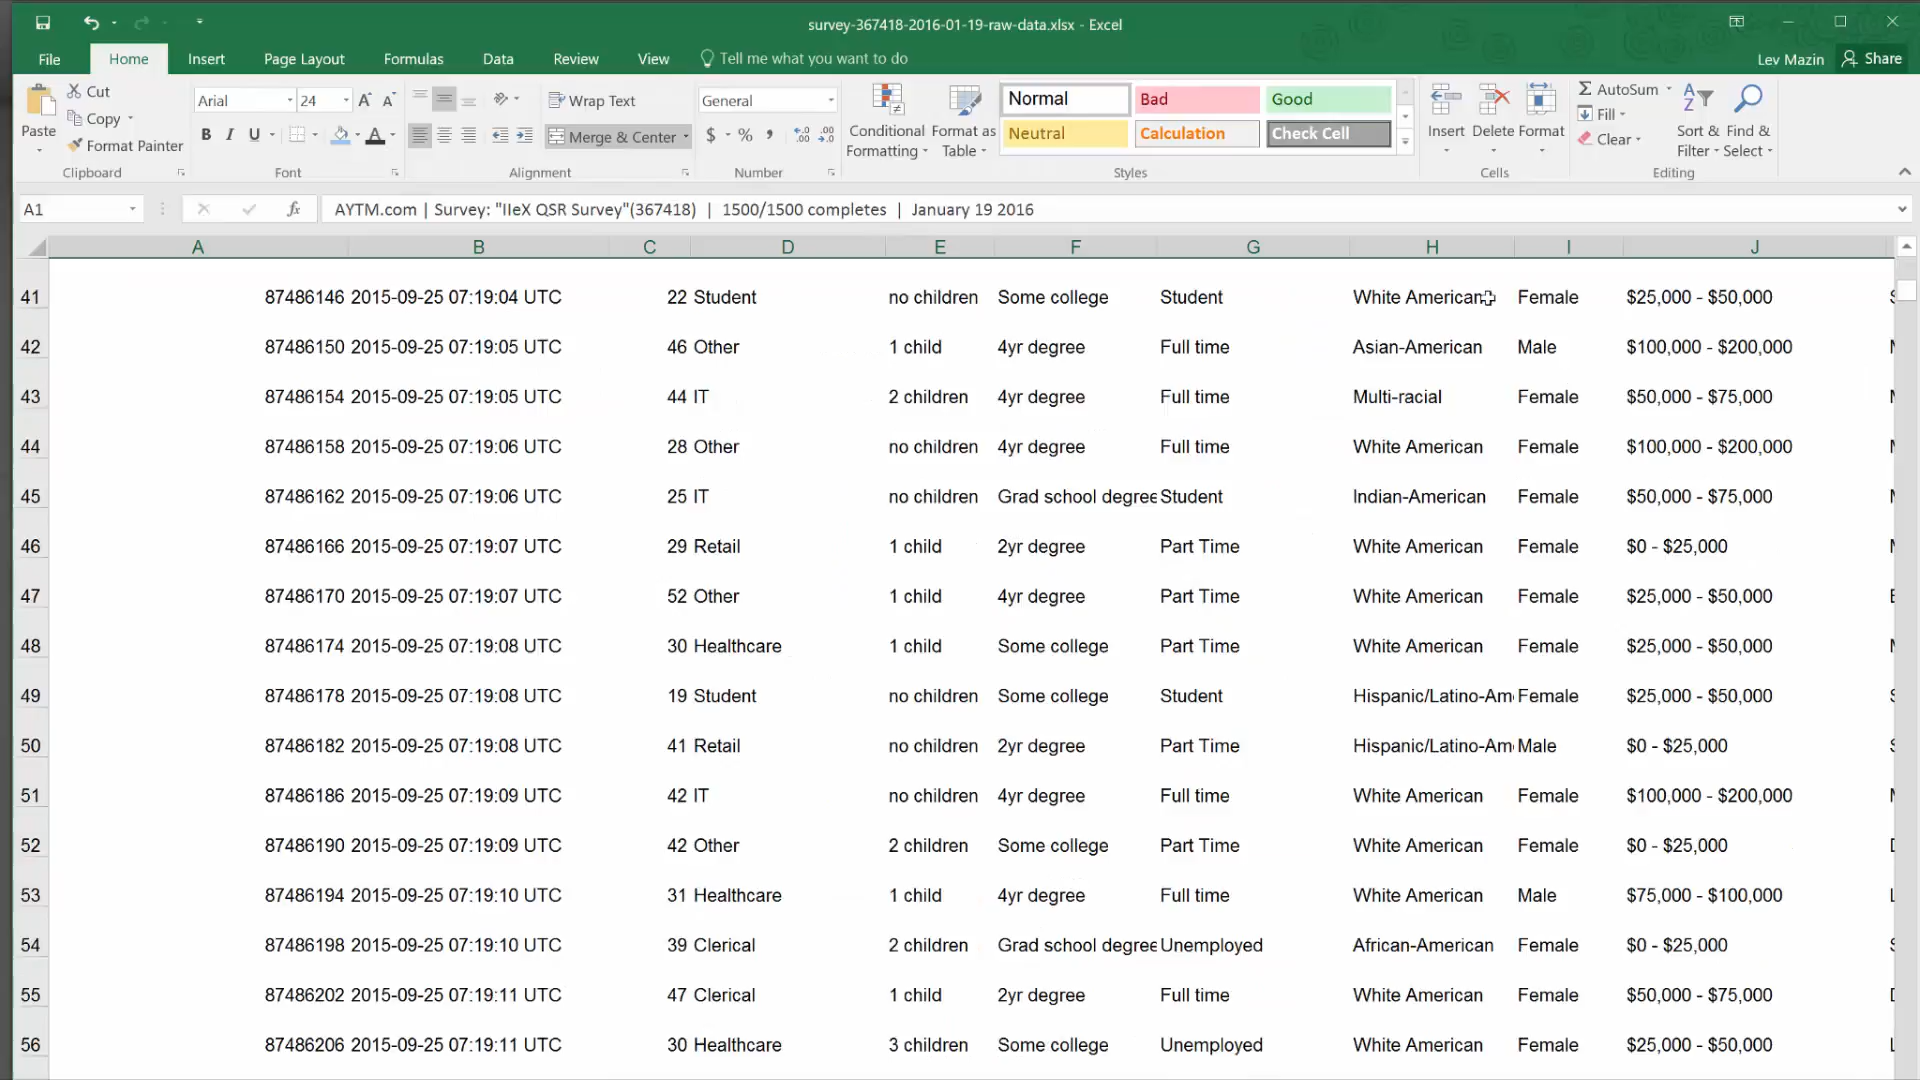 survey-367418-2016-01-19-raw-data.xlsx - Excel
File Home Insert Page Layout Formulas Data Review View Tell me what you want to do Lev Mazin Share
Paste Cut Copy Format Painter Clipboard
Arial 24 A A B I U A Font
Wrap Text Merge & Center Alignment
General $ % Number
Conditional Formatting Format as Table
Normal Bad Good
Neutral Calculation Check Cell
Styles
Insert Delete Format Cells
AutoSum Fill Clear Sort & Filter Find & Select Editing
A1 fx AYTM.com | Survey: "IIeX QSR Survey"(367418) | 1500/1500 completes | January 19 2016
A B C D E F G H I J
41 87486146 2015-09-25 07:19:04 UTC 22 Student no children Some college Student White American Female $25,000 - $50,000
42 87486150 2015-09-25 07:19:05 UTC 46 Other 1 child 4yr degree Full time Asian-American Male $100,000 - $200,000
43 87486154 2015-09-25 07:19:05 UTC 44 IT 2 children 4yr degree Full time Multi-racial Female $50,000 - $75,000
44 87486158 2015-09-25 07:19:06 UTC 28 Other no children 4yr degree Full time White American Female $100,000 - $200,000
45 87486162 2015-09-25 07:19:06 UTC 25 IT no children Grad school degree Student Indian-American Female $50,000 - $75,000
46 87486166 2015-09-25 07:19:07 UTC 29 Retail 1 child 2yr degree Part Time White American Female $0 - $25,000
47 87486170 2015-09-25 07:19:07 UTC 52 Other 1 child 4yr degree Part Time White American Female $25,000 - $50,000
48 87486174 2015-09-25 07:19:08 UTC 30 Healthcare 1 child Some college Part Time White American Female $25,000 - $50,000
49 87486178 2015-09-25 07:19:08 UTC 19 Student no children Some college Student Hispanic/Latino-Am Female $25,000 - $50,000
50 87486182 2015-09-25 07:19:08 UTC 41 Retail no children 2yr degree Part Time Hispanic/Latino-Am Male $0 - $25,000
51 87486186 2015-09-25 07:19:09 UTC 42 IT no children 4yr degree Full time White American Female $100,000 - $200,000
52 87486190 2015-09-25 07:19:09 UTC 42 Other 2 children Some college Part Time White American Female $0 - $25,000
53 87486194 2015-09-25 07:19:10 UTC 31 Healthcare 1 child 4yr degree Full time White American Male $75,000 - $100,000
54 87486198 2015-09-25 07:19:10 UTC 39 Clerical 2 children Grad school degree Unemployed African-American Female $0 - $25,000
55 87486202 2015-09-25 07:19:11 UTC 47 Clerical 1 child 2yr degree Full time White American Female $50,000 - $75,000
56 87486206 2015-09-25 07:19:11 UTC 30 Healthcare 3 children Some college Unemployed White American Female $25,000 - $50,000